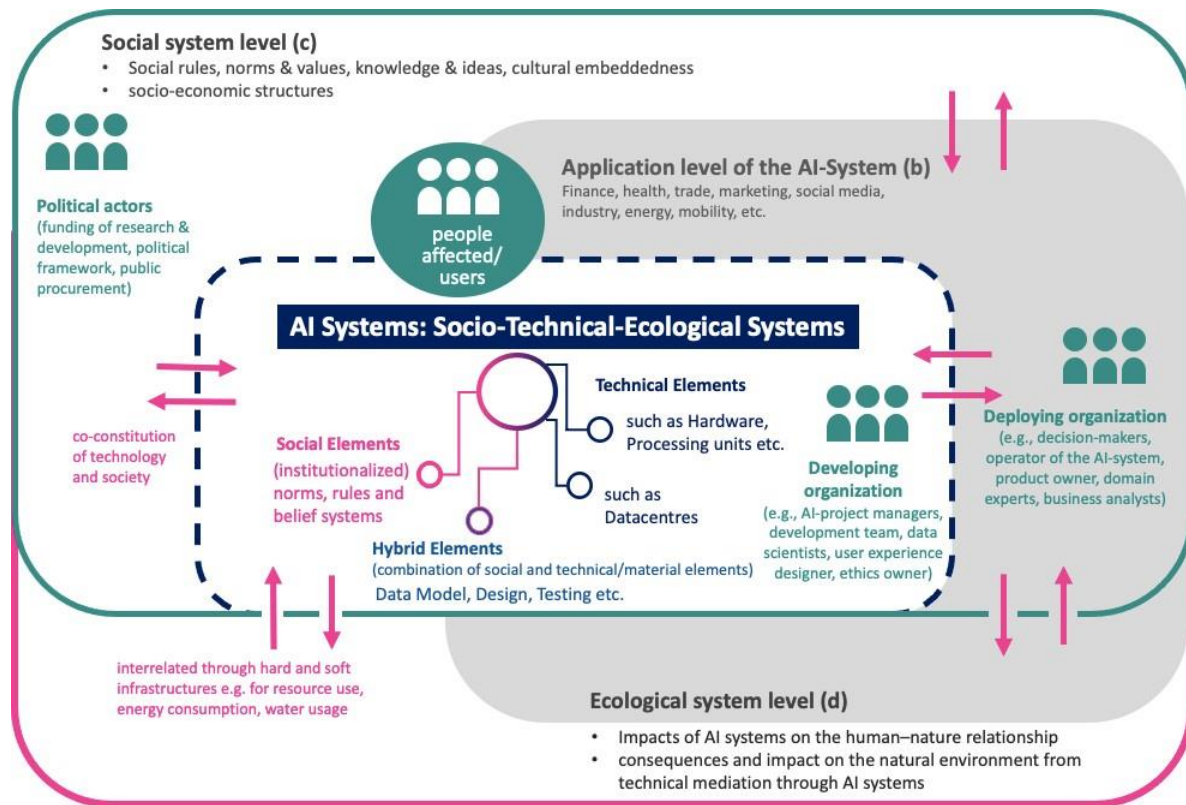 Social system level (c)
• Social rules, norms & values, knowledge & ideas, cultural embeddedness
• socio-economic structures
Political actors
(funding of research &
development, political
framework, public
procurement)
people
affected/
users
Application level of the AI-System (b)
Finance, health, trade, marketing, social media,
industry, energy, mobility, etc.
AI Systems: Socio-Technical-Ecological Systems
Technical Elements
such as Hardware,
Processing units etc.
such as
Datacentres
Social Elements
(institutionalized)
norms, rules and
belief systems
Hybrid Elements
(combination of social and technical/material elements)
Data Model, Design, Testing etc.
Developing
organization
(e.g., AI-project managers,
development team, data
scientists, user experience
designer, ethics owner)
Deploying organization
(e.g., decision-makers,
operator of the AI-system,
product owner, domain
experts, business analysts)
co-constitution
of technology
and society
interrelated through hard and soft
infrastructures e.g. for resource use,
energy consumption, water usage
Ecological system level (d)
• Impacts of AI systems on the human–nature relationship
• consequences and impact on the natural environment from
technical mediation through AI systems